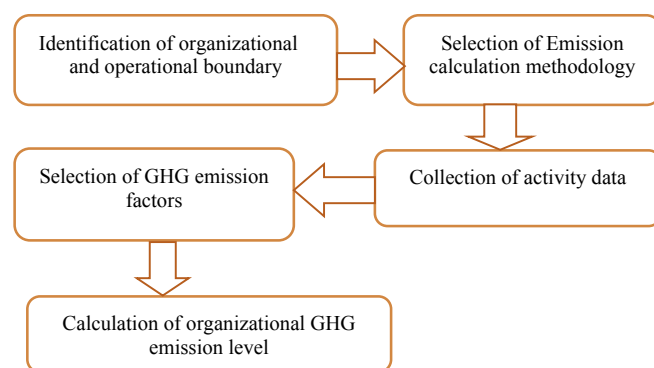 Identification of organizational
and operational boundary
Selection of Emission
calculation methodology
Collection of activity data
Selection of GHG emission
factors
Calculation of organizational GHG
emission level